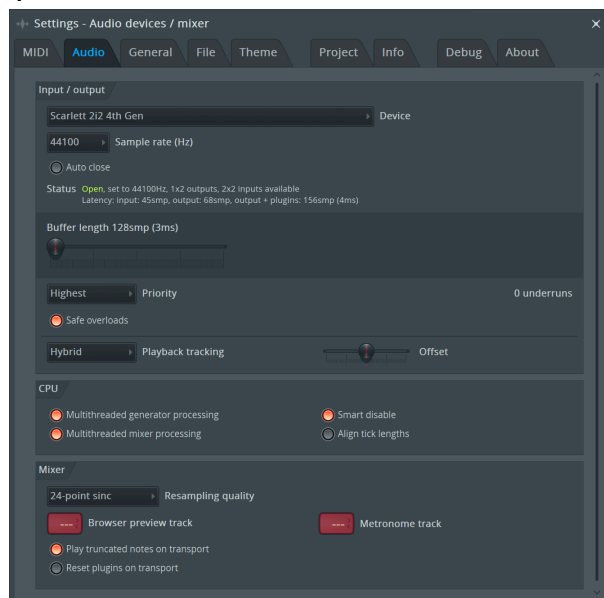 Settings - Audio devices / mixer
MIDI Audio General File Theme Project Info Debug About
Input / output
Scarlett 2i2 4th Gen Device
44100 Sample rate (Hz)
Auto close
Status Open, set to 44100Hz, 1x2 outputs, 2x2 inputs available
Latency: input: 45smp, output: 68smp, output + plugins: 156smp (4ms)
Buffer length 128smp (3ms)
Highest Priority 0 underruns
Safe overloads
Hybrid Playback tracking Offset
CPU
Multithreaded generator processing Smart disable
Multithreaded mixer processing Align tick lengths
Mixer
24-point sinc Resampling quality
--- Browser preview track --- Metronome track
Play truncated notes on transport
Reset plugins on transport